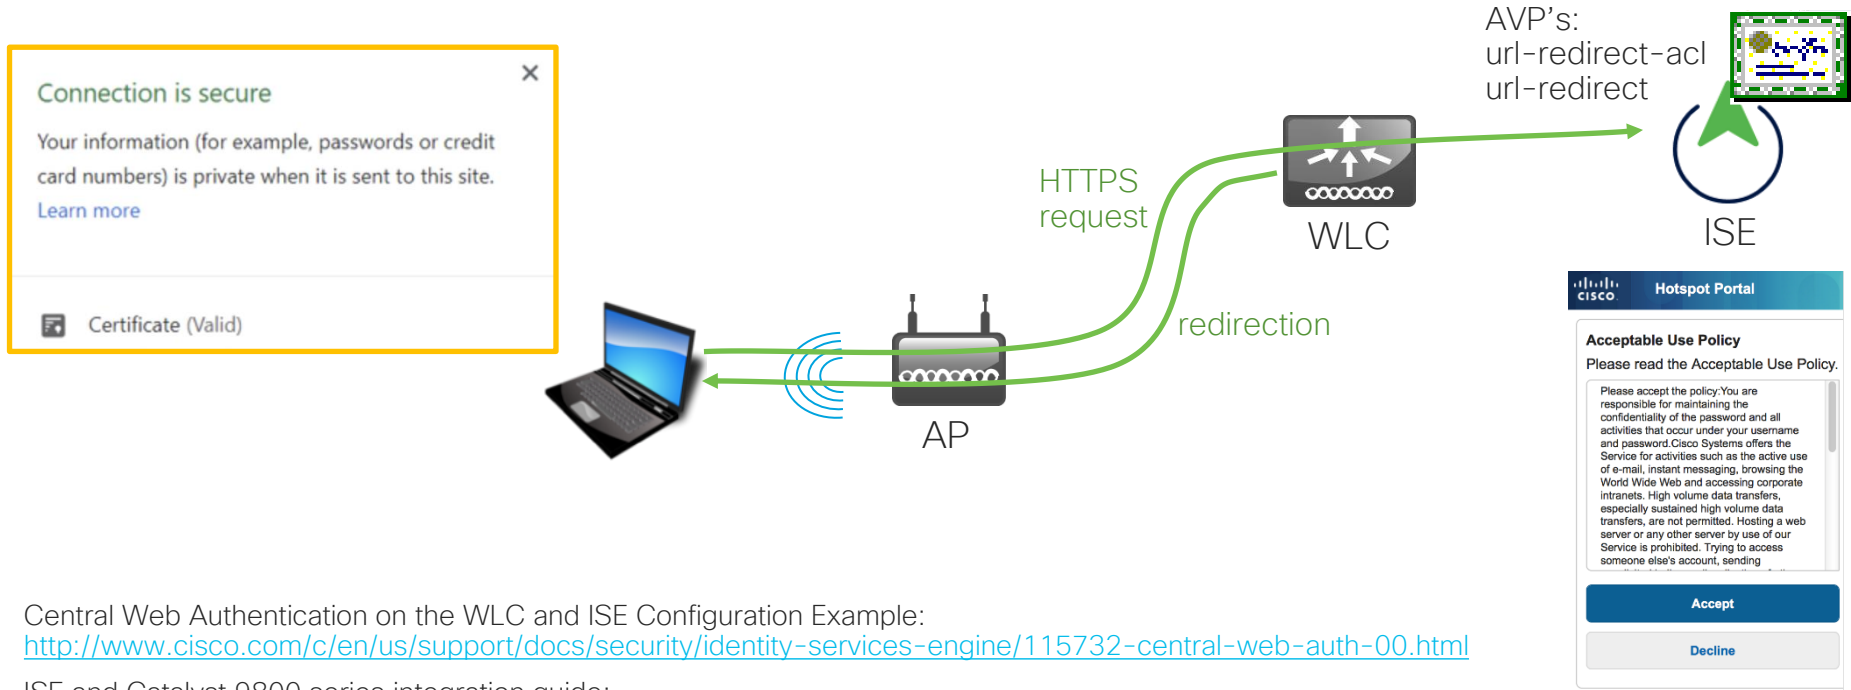 AVP's:
url-redirect-acl
url-redirect
Connection is secure
Your information (for example, passwords or credit
card numbers) is private when it is sent to this site.
Learn more
Certificate (Valid)
HTTPS
request
WLC
ISE
redirection
AP
cisco
Hotspot Portal
Acceptable Use Policy
Please read the Acceptable Use Policy.
Please accept the policy:You are
responsible for maintaining the
confidentiality of the password and all
activities that occur under your username
and password.Cisco Systems offers the
Service for activities such as the active use
of e-mail, instant messaging, browsing the
World Wide Web and accessing corporate
intranets. High volume data transfers,
especially sustained high volume data
transfers, are not permitted. Hosting a web
server or any other server by use of our
Service is prohibited. Trying to access
someone else's account, sending
Accept
Decline
Central Web Authentication on the WLC and ISE Configuration Example:
http://www.cisco.com/c/en/us/support/docs/security/identity-services-engine/115732-central-web-auth-00.html
ISE and Catalyst 9800 series integration guide: